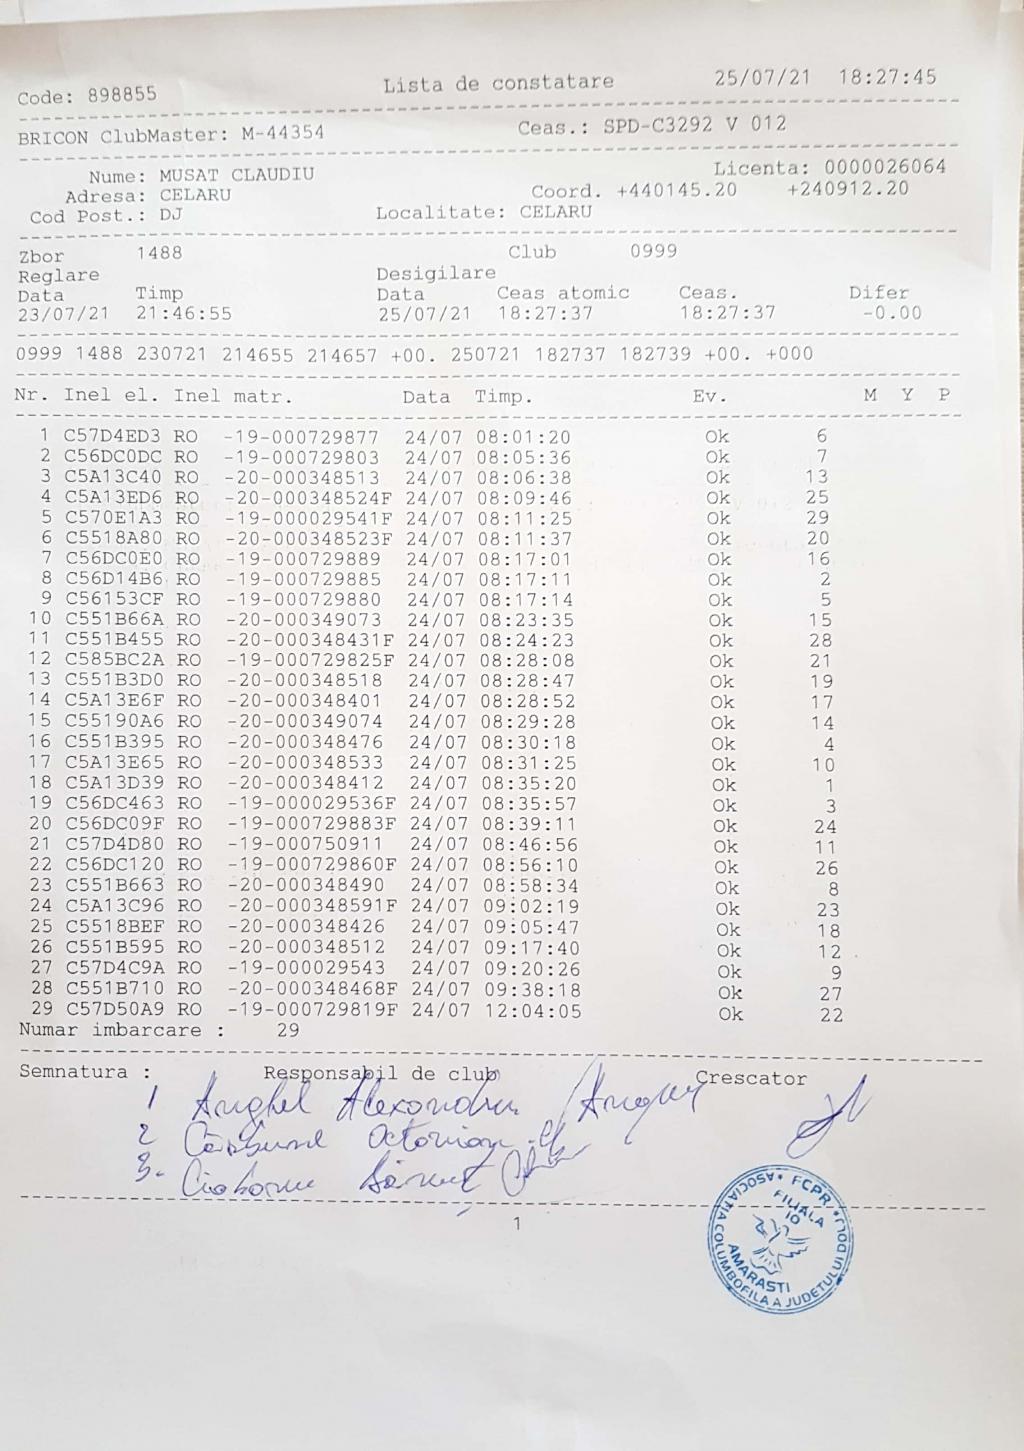 Code: 898855 Lista de constatare 25/07/21 18:27:45
BRICON ClubMaster: M-44354 Ceas.: SPD-C3292 V 012
Nume: MUSAT CLAUDIU Licenta: 0000026064
Adresa: CELARU Coord. +440145.20 +240912.20
Cod Post.: DJ Localitate: CELARU
Zbor 1488 Club 0999
Reglare Desigilare
Data Timp Data Ceas atomic Ceas. Difer
23/07/21 21:46:55 25/07/21 18:27:37 18:27:37 -0.00
0999 1488 230721 214655 214657 +00. 250721 182737 182739 +00. +000
Nr. Inel el. Inel matr. Data Timp. Ev. M Y P
1 C57D4ED3 RO -19-000729877 24/07 08:01:20 Ok 6
2 C56DC0DC RO -19-000729803 24/07 08:05:36 Ok 7
3 C5A13C40 RO -20-000348513 24/07 08:06:38 Ok 13
4 C5A13ED6 RO -20-000348524F 24/07 08:09:46 Ok 25
5 C570E1A3 RO -19-000029541F 24/07 08:11:25 Ok 29
6 C5518A80 RO -20-000348523F 24/07 08:11:37 Ok 20
7 C56DC0E0 RO -19-000729889 24/07 08:17:01 Ok 16
8 C56D14B6 RO -19-000729885 24/07 08:17:11 Ok 2
9 C56153CF RO -19-000729880 24/07 08:17:14 Ok 5
10 C551B66A RO -20-000349073 24/07 08:23:35 Ok 15
11 C551B455 RO -20-000348431F 24/07 08:24:23 Ok 28
12 C585BC2A RO -19-000729825F 24/07 08:28:08 Ok 21
13 C551B3D0 RO -20-000348518 24/07 08:28:47 Ok 19
14 C5A13E6F RO -20-000348401 24/07 08:28:52 Ok 17
15 C55190A6 RO -20-000349074 24/07 08:29:28 Ok 14
16 C551B395 RO -20-000348476 24/07 08:30:18 Ok 4
17 C5A13E65 RO -20-000348533 24/07 08:31:25 Ok 10
18 C5A13D39 RO -20-000348412 24/07 08:35:20 Ok 1
19 C56DC463 RO -19-000029536F 24/07 08:35:57 Ok 3
20 C56DC09F RO -19-000729883F 24/07 08:39:11 Ok 24
21 C57D4D80 RO -19-000750911 24/07 08:46:56 Ok 11
22 C56DC120 RO -19-000729860F 24/07 08:56:10 Ok 26
23 C551B663 RO -20-000348490 24/07 08:58:34 Ok 8
24 C5A13C96 RO -20-000348591F 24/07 09:02:19 Ok 23
25 C5518BEF RO -20-000348426 24/07 09:05:47 Ok 18
26 C551B595 RO -20-000348512 24/07 09:17:40 Ok 12
27 C57D4C9A RO -19-000029543 24/07 09:20:26 Ok 9
28 C551B710 RO -20-000348468F 24/07 09:38:18 Ok 27
29 C57D50A9 RO -19-000729819F 24/07 12:04:05 Ok 22
Numar imbarcare : 29
Semnatura : Responsabil de club Crescator
1 Anghel Alexandru
2
3.
1
ASOCIATIA COLUMBOFILA A JUDETULUI DOLJ
FCPR
FILIALA
10
AMARASTI